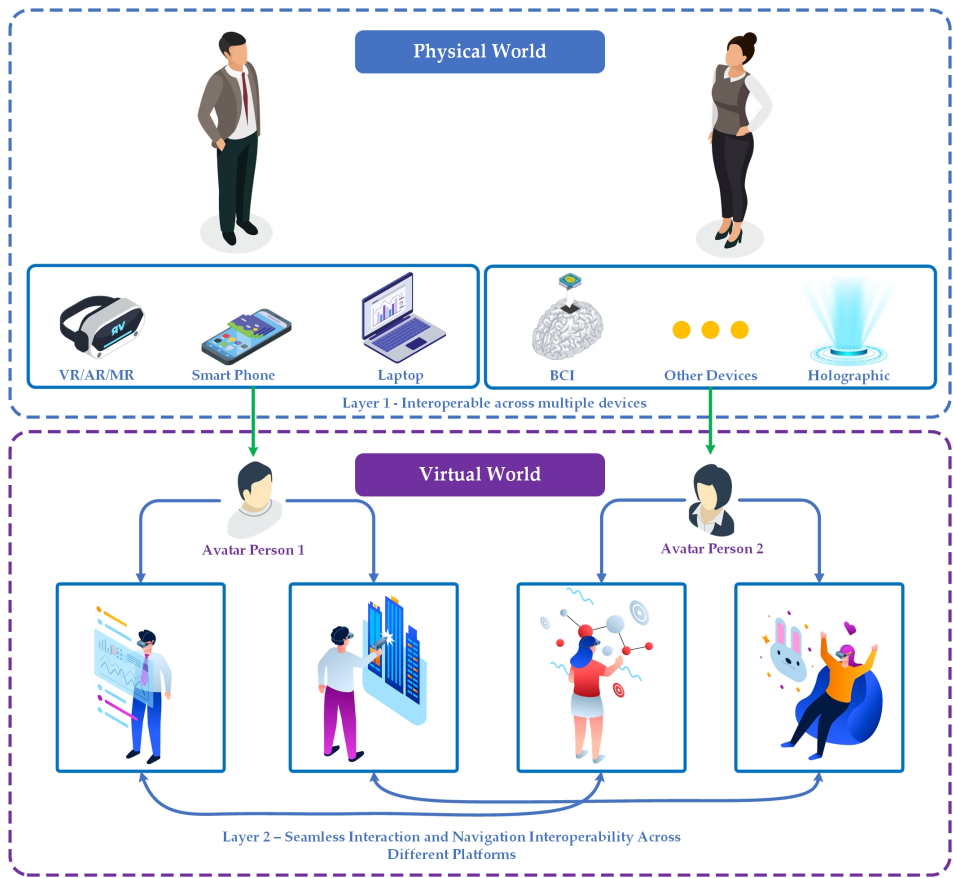 Physical World
VR
VR/AR/MR
Smart Phone
Laptop
BCI
Other Devices
Holographic
Layer 1 - Interoperable across multiple devices
Virtual World
Avatar Person 1
Avatar Person 2
Layer 2 – Seamless Interaction and Navigation Interoperability Across
Different Platforms